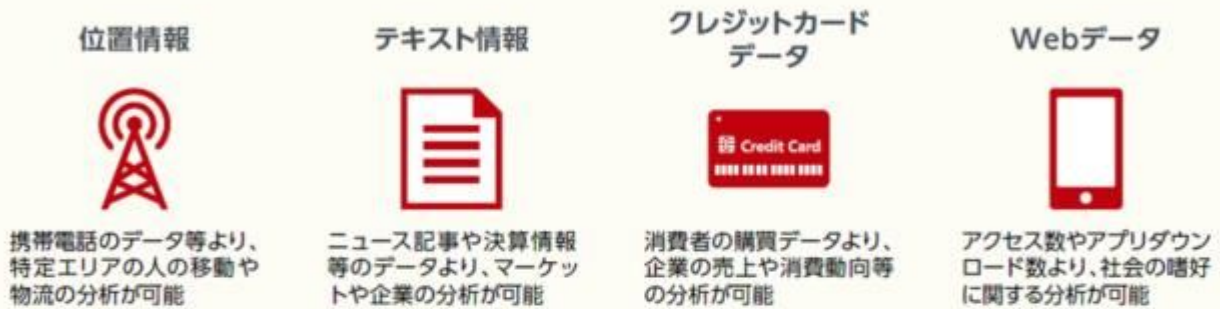 位置情報
携帯電話のデータ等より、
特定エリアの人の移動や
物流の分析が可能
テキスト情報
ニュース記事や決算情報
等のデータより、マーケッ
トや企業の分析が可能
クレジットカード
データ
Credit Card
消費者の購買データより、
企業の売上や消費動向等
の分析が可能
Webデータ
アクセス数やアプリダウン
ロード数より、社会の嗜好
に関する分析が可能